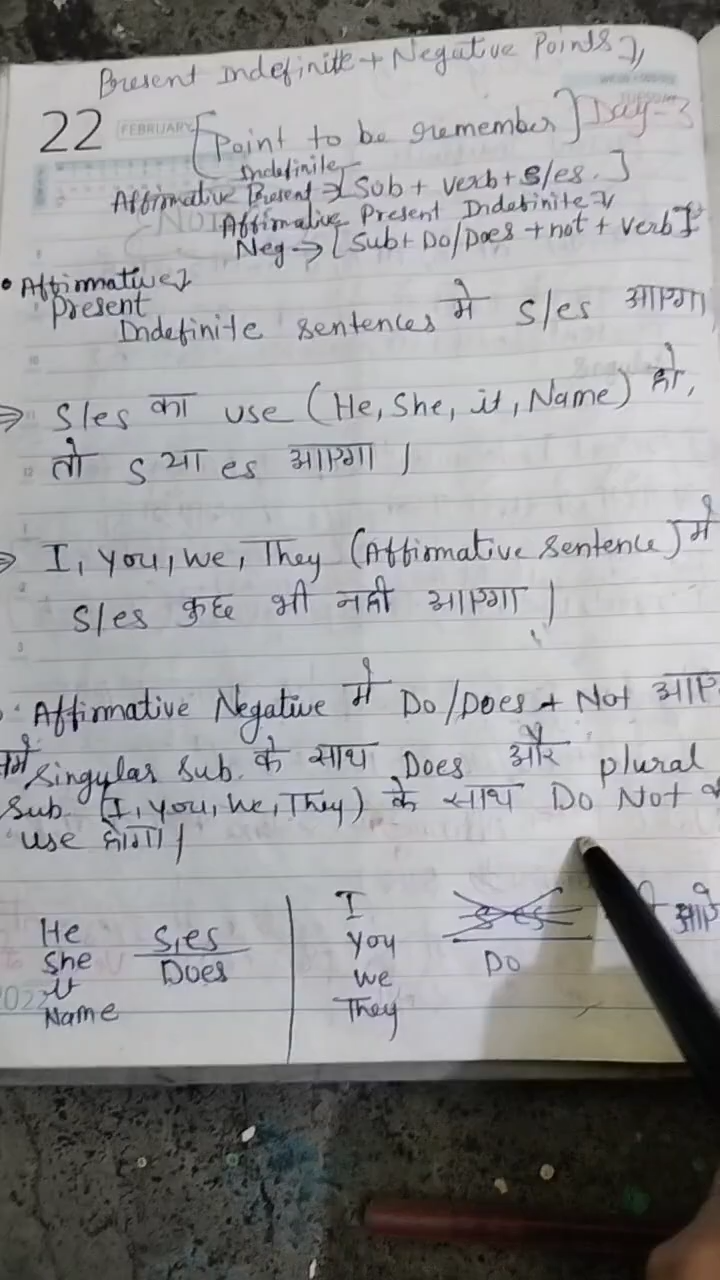 Present Indefinite + Negative Points
22 FEBRUARY [Point to be remember] Day-3
Indefinite
Affirmative Present → [Sub + verb + s/es.]
Affirmative Present Indefinite
Neg → [Sub + Do/Does + not + verb]
• Affirmative
Present
Indefinite sentences मे s/es आएगा
⇒ S/es का use (He, She, it, Name) हो,
तो s या es आएगा |
⇒ I, You, We, They (Affirmative Sentence) मे
S/es कुछ भी नही आएगा |
Affirmative Negative मे Do/Does + Not
Singular Sub. के साथ Does और plural
Sub. (I, You, We, They) के साथ Do Not
use होगा |
He S,es I
She Does You Do
it We
Name They